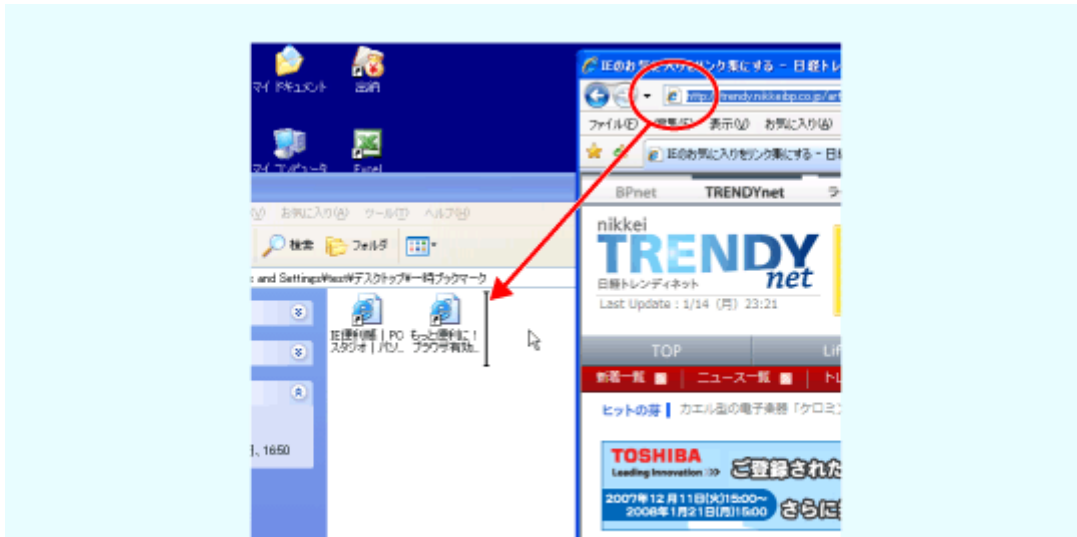 マイ ドキュメント
出納
マイ コンピュータ
Excel
(V) お気に入り(A) ツール(T) ヘルプ(H)
検索 フォルダ
and Settings¥test¥デスクトップ¥一時ブックマーク
IE便利帳 | PC
スタジオ | パソ...
もっと便利に!
ブラウザ有効...
、16:50
IEのお気に入りをリンク集にする - 日経トレ
http://trendy.nikkeibp.co.jp/art
ファイル(F) 編集(E) 表示(V) お気に入り(A)
IEのお気に入りをリンク集にする - 日
BPnet TRENDYnet ラ
nikkei
TRENDY
net
日経トレンディネット
Last Update : 1/14 (月) 23:21
TOP Lif
新着一覧 ニュース一覧 トレ
ヒットの芽 カエル型の電子楽器「ケロミン
TOSHIBA
Leading Innovation
ご登録された
2007年12月11日(火)15:00~
2008年1月21日(月)15:00
さらに